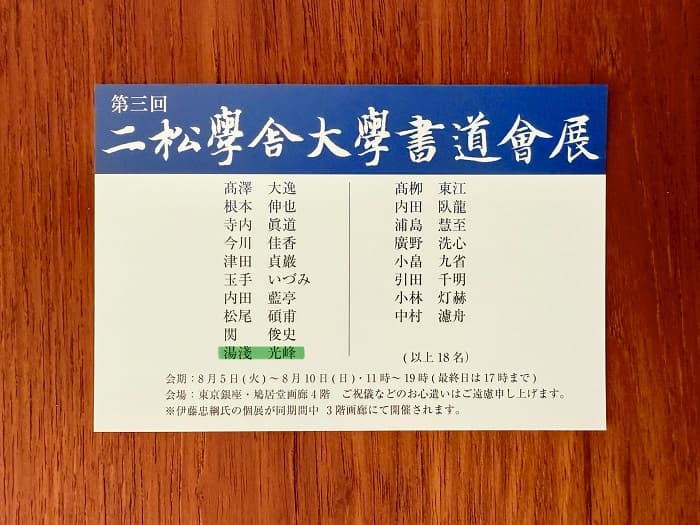 第三回
二松學舎大學書道會展
髙澤 大逸
根本 伸也
寺内 眞道
今川 佳香
津田 貞巌
玉手 いづみ
内田 藍亭
松尾 碩甫
関 俊史
湯淺 光峰
髙柳 東江
内田 臥龍
浦島 慧至
廣野 洗心
小畠 九省
引田 千明
小林 灯赫
中村 濾舟
(以上18名)
会期：8月5日(火)〜8月10日(日)・11時〜19時(最終日は17時まで)
会場：東京銀座・鳩居堂画廊4階 ご祝儀などのお心遣いはご遠慮申し上げます。
※伊藤忠綱氏の個展が同期間中 3階画廊にて開催されます。